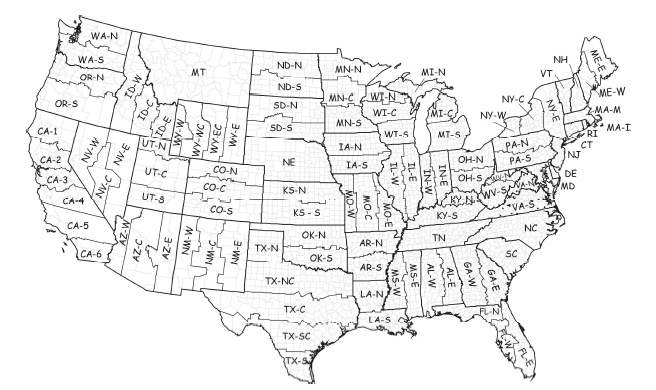 WA-N
WA-S
OR-N
OR-S
ID-W
ID-C
ID-E
MT
WY-W
WY-WC
WY-EC
WY-E
ND-N
ND-S
SD-N
SD-S
NE
KS-N
KS - S
MN-N
MN-C
MN-S
IA-N
IA-S
WI-N
WI-C
WT-S
MI-N
MI-C
MT-S
CA-1
CA-2
CA-3
CA-4
CA-5
CA-6
NV-W
NV-C
NV-E
UT-N
UT-C
UT-S
CO-N
CO-C
CO-S
AZ-W
AZ-C
AZ-E
NM-W
NM-C
NM-E
TX-N
TX-NC
TX-C
TX-SC
TX-S
OK-N
OK-S
MO-W
MO-C
MO-E
AR-N
AR-S
LA-N
LA-S
IL-W
IL-E
IN-W
IN-E
OH-N
OH-S
KY-N
KY-S
TN
MS-W
MS-E
AL-W
AL-E
GA-W
GA-E
FL-N
FL-E
SC
NC
VA-N
VA-S
WV-N
WV-S
PA-N
PA-S
NY-W
NY-C
NY-E
VT
NH
ME-E
ME-W
MA-M
MA-I
RI
CT
NJ
DE
MD